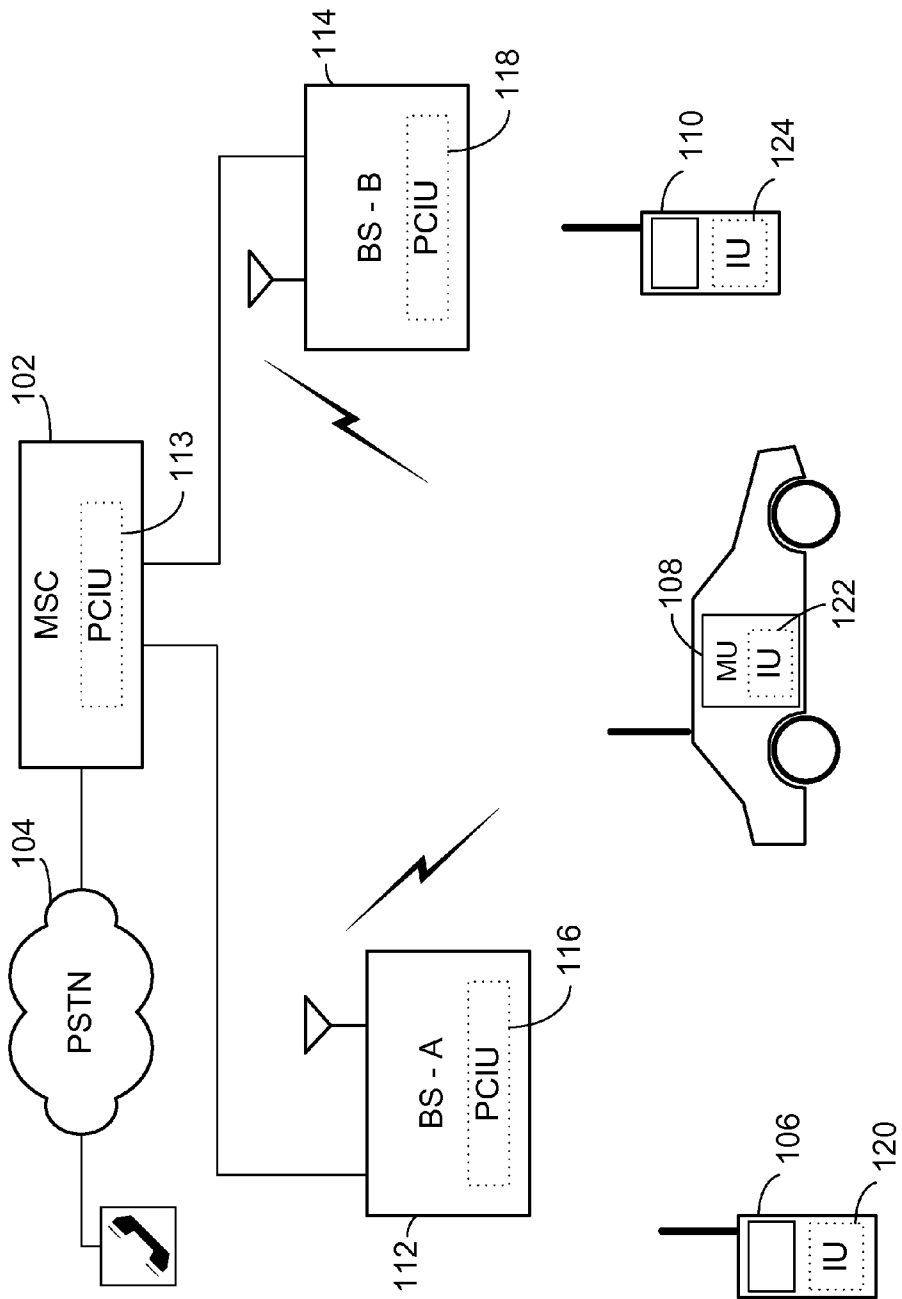 104
PSTN
102
MSC
PCIU
113
114
BS - B
PCIU
118
112
BS - A
PCIU
116
106
IU
120
108
MU
IU
122
110
IU
124